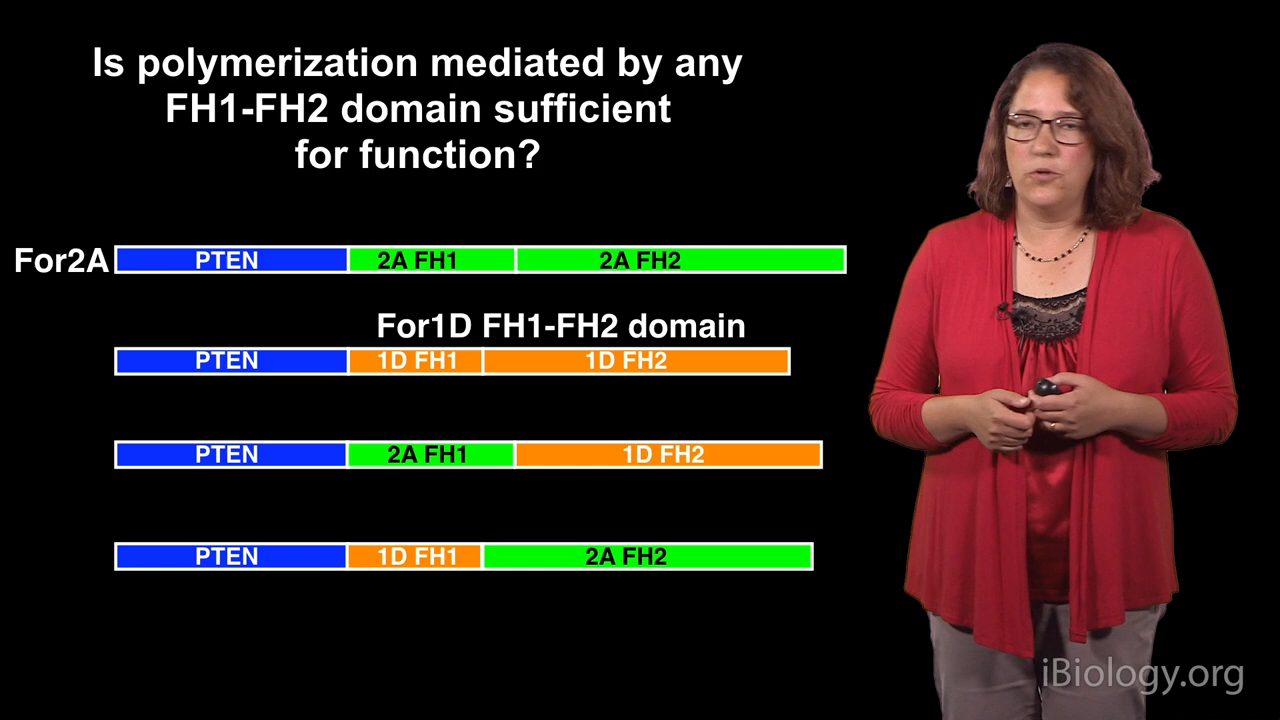 Is polymerization mediated by any
FH1-FH2 domain sufficient
for function?
For2A PTEN 2A FH1 2A FH2
For1D FH1-FH2 domain
PTEN 1D FH1 1D FH2
PTEN 2A FH1 1D FH2
PTEN 1D FH1 2A FH2
iBiology.org